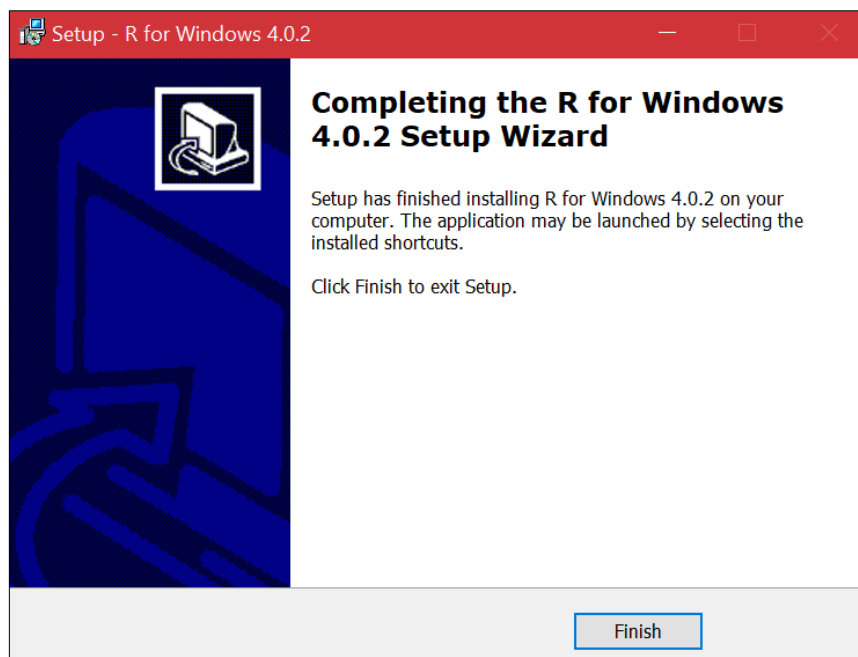 Setup - R for Windows 4.0.2
Completing the R for Windows
4.0.2 Setup Wizard
Setup has finished installing R for Windows 4.0.2 on your
computer. The application may be launched by selecting the
installed shortcuts.
Click Finish to exit Setup.
Finish